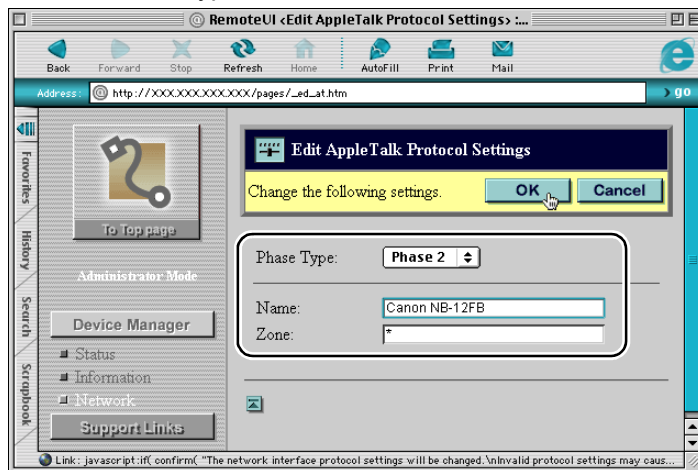 RemoteUI <Edit AppleTalk Protocol Settings> :...
Back Forward Stop Refresh Home AutoFill Print Mail
Address: @ http://XXX.XXX.XXX.XXX/pages/_ed_at.htm go
Favorites
History
Search
Scrapbook
To Top page
Administrator Mode
Device Manager
Status
Information
Network
Support Links
Edit AppleTalk Protocol Settings
Change the following settings. OK Cancel
Phase Type: Phase 2
Name: Canon NB-12FB
Zone: *
Link: javascript:if( confirm( "The network interface protocol settings will be changed.\nInvalid protocol settings may caus...